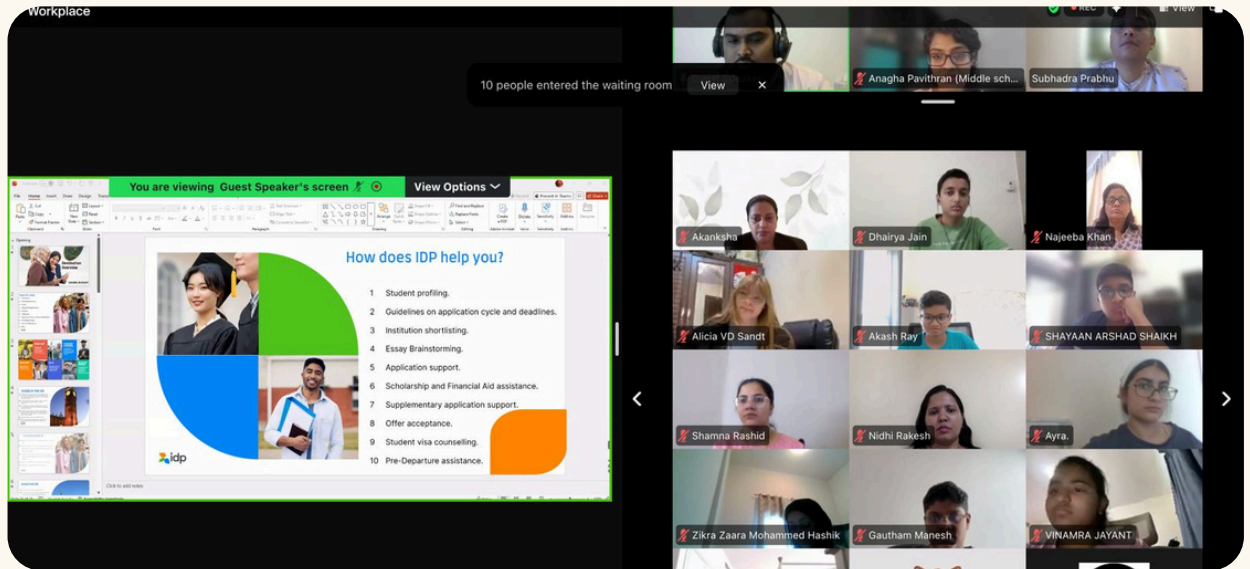 Workplace
REC
View
10 people entered the waiting room View ×
Anagha Pavithran (Middle sch...
Subhadra Prabhu
You are viewing Guest Speaker's screen
View Options
How does IDP help you?
1 Student profiling.
2 Guidelines on application cycle and deadlines.
3 Institution shortlisting.
4 Essay Brainstorming.
5 Application support.
6 Scholarship and Financial Aid assistance.
7 Supplementary application support.
8 Offer acceptance.
9 Student visa counselling.
10 Pre-Departure assistance.
idp
Click to add notes
Akanksha
Dhairya Jain
Najeeba Khan
Alicia VD Sandt
Akash Ray
SHAYAAN ARSHAD SHAIKH
Shamna Rashid
Nidhi Rakesh
Ayra.
Zikra Zaara Mohammed Hashik
Gautham Manesh
VINAMRA JAYANT